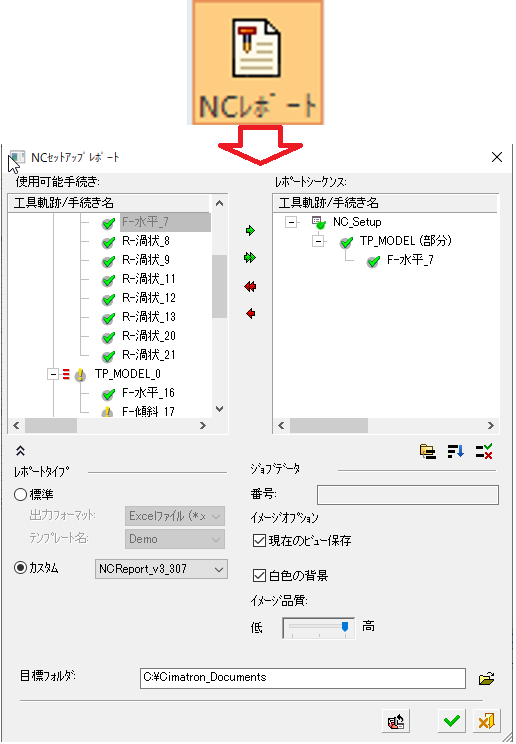 NCﾚﾎﾟｰﾄ
NCｾｯﾄｱｯﾌﾟﾚﾎﾟｰﾄ
使用可能手続き:
工具軌跡/手続き名
F-水平_7
R-渦状_8
R-渦状_9
R-渦状_11
R-渦状_12
R-渦状_13
R-渦状_20
R-渦状_21
TP_MODEL_0
F-水平_16
F-傾斜_17
ﾚﾎﾟｰﾄｼｰｹﾝｽ:
工具軌跡/手続き名
NC_Setup
TP_MODEL (部分)
F-水平_7
ﾚﾎﾟｰﾄﾀｲﾌﾟ
標準
出力ﾌｫｰﾏｯﾄ: Excelﾌｧｲﾙ (*.x
ﾃﾝﾌﾟﾚｰﾄ名: Demo
ｶｽﾀﾑ NCReport_v3_307
ｼﾞｮﾌﾞﾃﾞｰﾀ
番号:
ｲﾒｰｼﾞｵﾌﾟｼｮﾝ
現在のﾋﾞｭｰ保存
白色の背景
ｲﾒｰｼﾞ品質:
低 高
目標ﾌｫﾙﾀﾞ: C:¥Cimatron_Documents